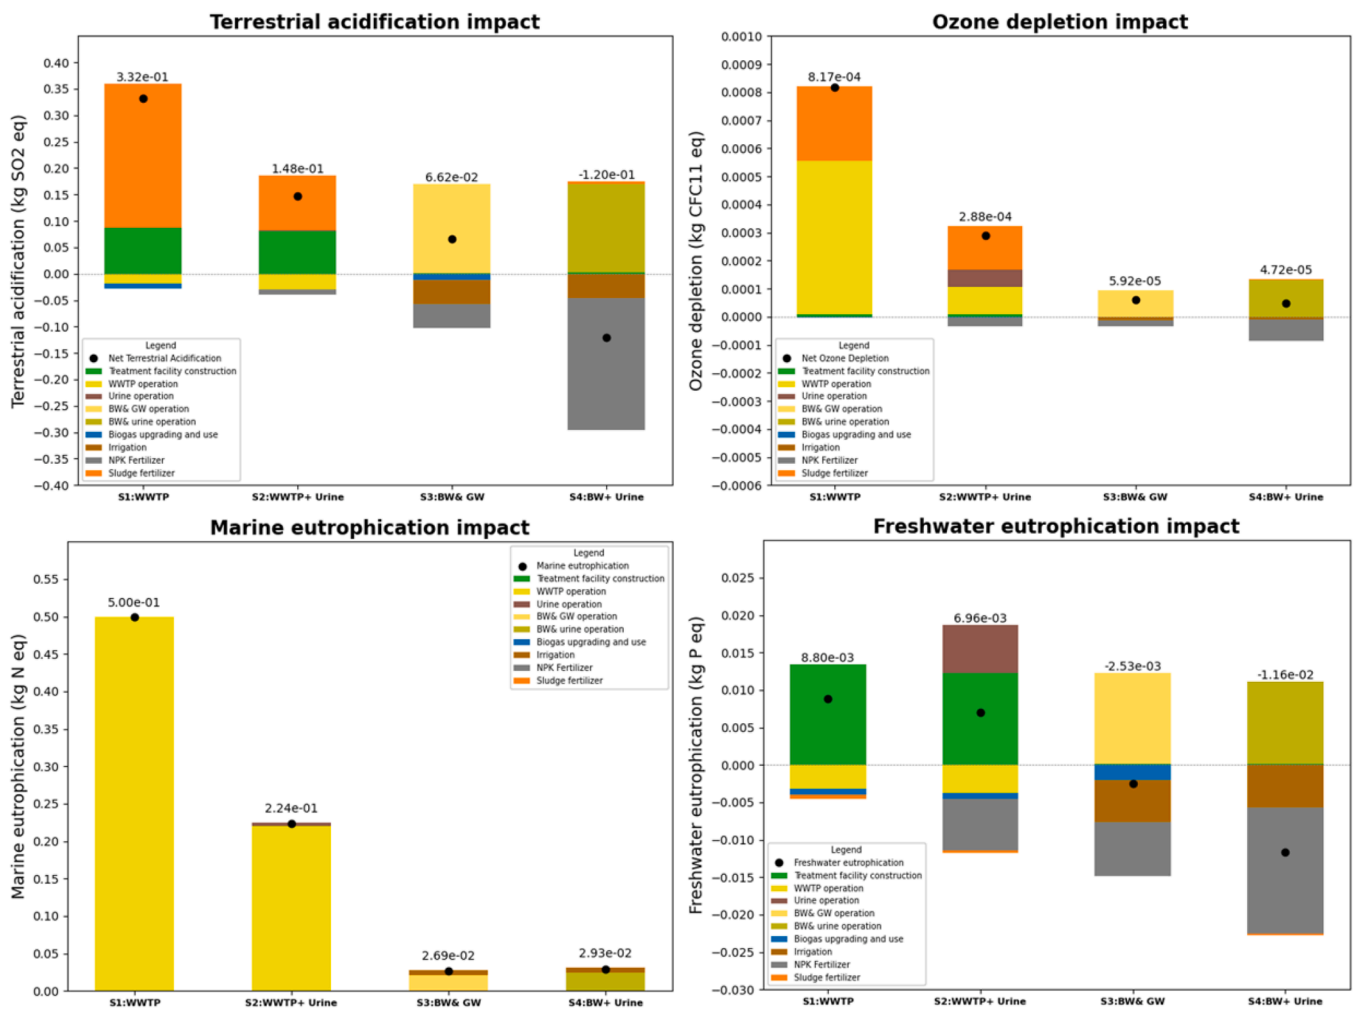 Terrestrial acidification impact
Terrestrial acidification (kg SO2 eq)
0.40
0.35
0.30
0.25
0.20
0.15
0.10
0.05
0.00
−0.05
−0.10
−0.15
−0.20
−0.25
−0.30
−0.35
−0.40
3.32e-01
1.48e-01
6.62e-02
-1.20e-01
Legend
Net Terrestrial Acidification
Treatment facility construction
WWTP operation
Urine operation
BW& GW operation
BW& urine operation
Biogas upgrading and use
Irrigation
NPK Fertilizer
Sludge fertilizer
S1:WWTP
S2:WWTP+ Urine
S3:BW& GW
S4:BW+ Urine
Ozone depletion impact
Ozone depletion (kg CFC11 eq)
0.0010
0.0009
0.0008
0.0007
0.0006
0.0005
0.0004
0.0003
0.0002
0.0001
0.0000
−0.0001
−0.0002
−0.0003
−0.0004
−0.0005
−0.0006
8.17e-04
2.88e-04
5.92e-05
4.72e-05
Legend
Net Ozone Depletion
Treatment facility construction
WWTP operation
Urine operation
BW& GW operation
BW& urine operation
Biogas upgrading and use
Irrigation
NPK Fertilizer
Sludge fertilizer
S1:WWTP
S2:WWTP+ Urine
S3:BW& GW
S4:BW+ Urine
Marine eutrophication impact
Marine eutrophication (kg N eq)
0.55
0.50
0.45
0.40
0.35
0.30
0.25
0.20
0.15
0.10
0.05
0.00
5.00e-01
2.24e-01
2.69e-02
2.93e-02
Legend
Marine eutrophication
Treatment facility construction
WWTP operation
Urine operation
BW& GW operation
BW& urine operation
Biogas upgrading and use
Irrigation
NPK Fertilizer
Sludge fertilizer
S1:WWTP
S2:WWTP+ Urine
S3:BW& GW
S4:BW+ Urine
Freshwater eutrophication impact
Freshwater eutrophication (kg P eq)
0.025
0.020
0.015
0.010
0.005
0.000
−0.005
−0.010
−0.015
−0.020
−0.025
−0.030
8.80e-03
6.96e-03
-2.53e-03
-1.16e-02
Legend
Freshwater eutrophication
Treatment facility construction
WWTP operation
Urine operation
BW& GW operation
BW& urine operation
Biogas upgrading and use
Irrigation
NPK Fertilizer
Sludge fertilizer
S1:WWTP
S2:WWTP+ Urine
S3:BW& GW
S4:BW+ Urine